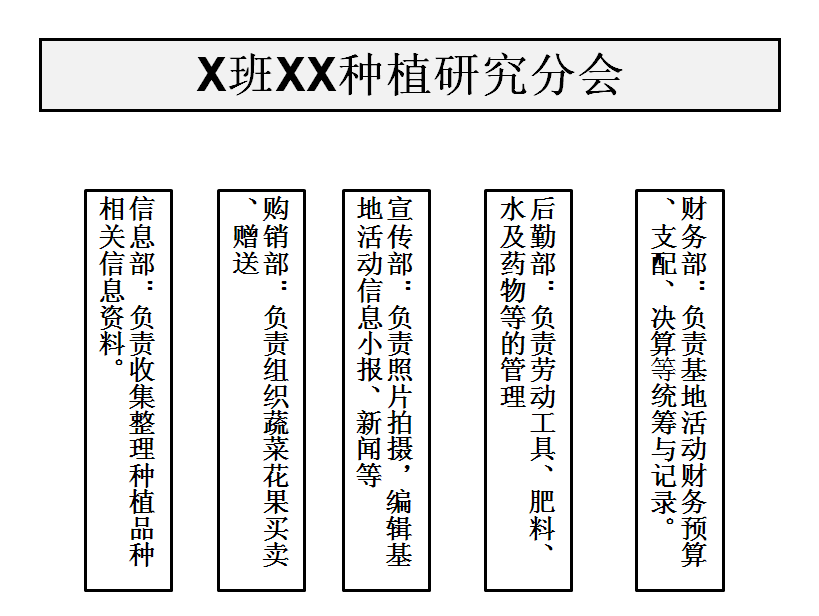 X班XX种植研究分会
信息部：负责收集整理种植品种
相关信息资料。
购销部：负责组织蔬菜花果买卖
、赠送
宣传部：负责照片拍摄，编辑基
地活动信息小报、新闻等
后勤部：负责劳动工具、肥料、
水及药物等的管理
财务部：负责基地活动财务预算
、支配、决算等统筹与记录。